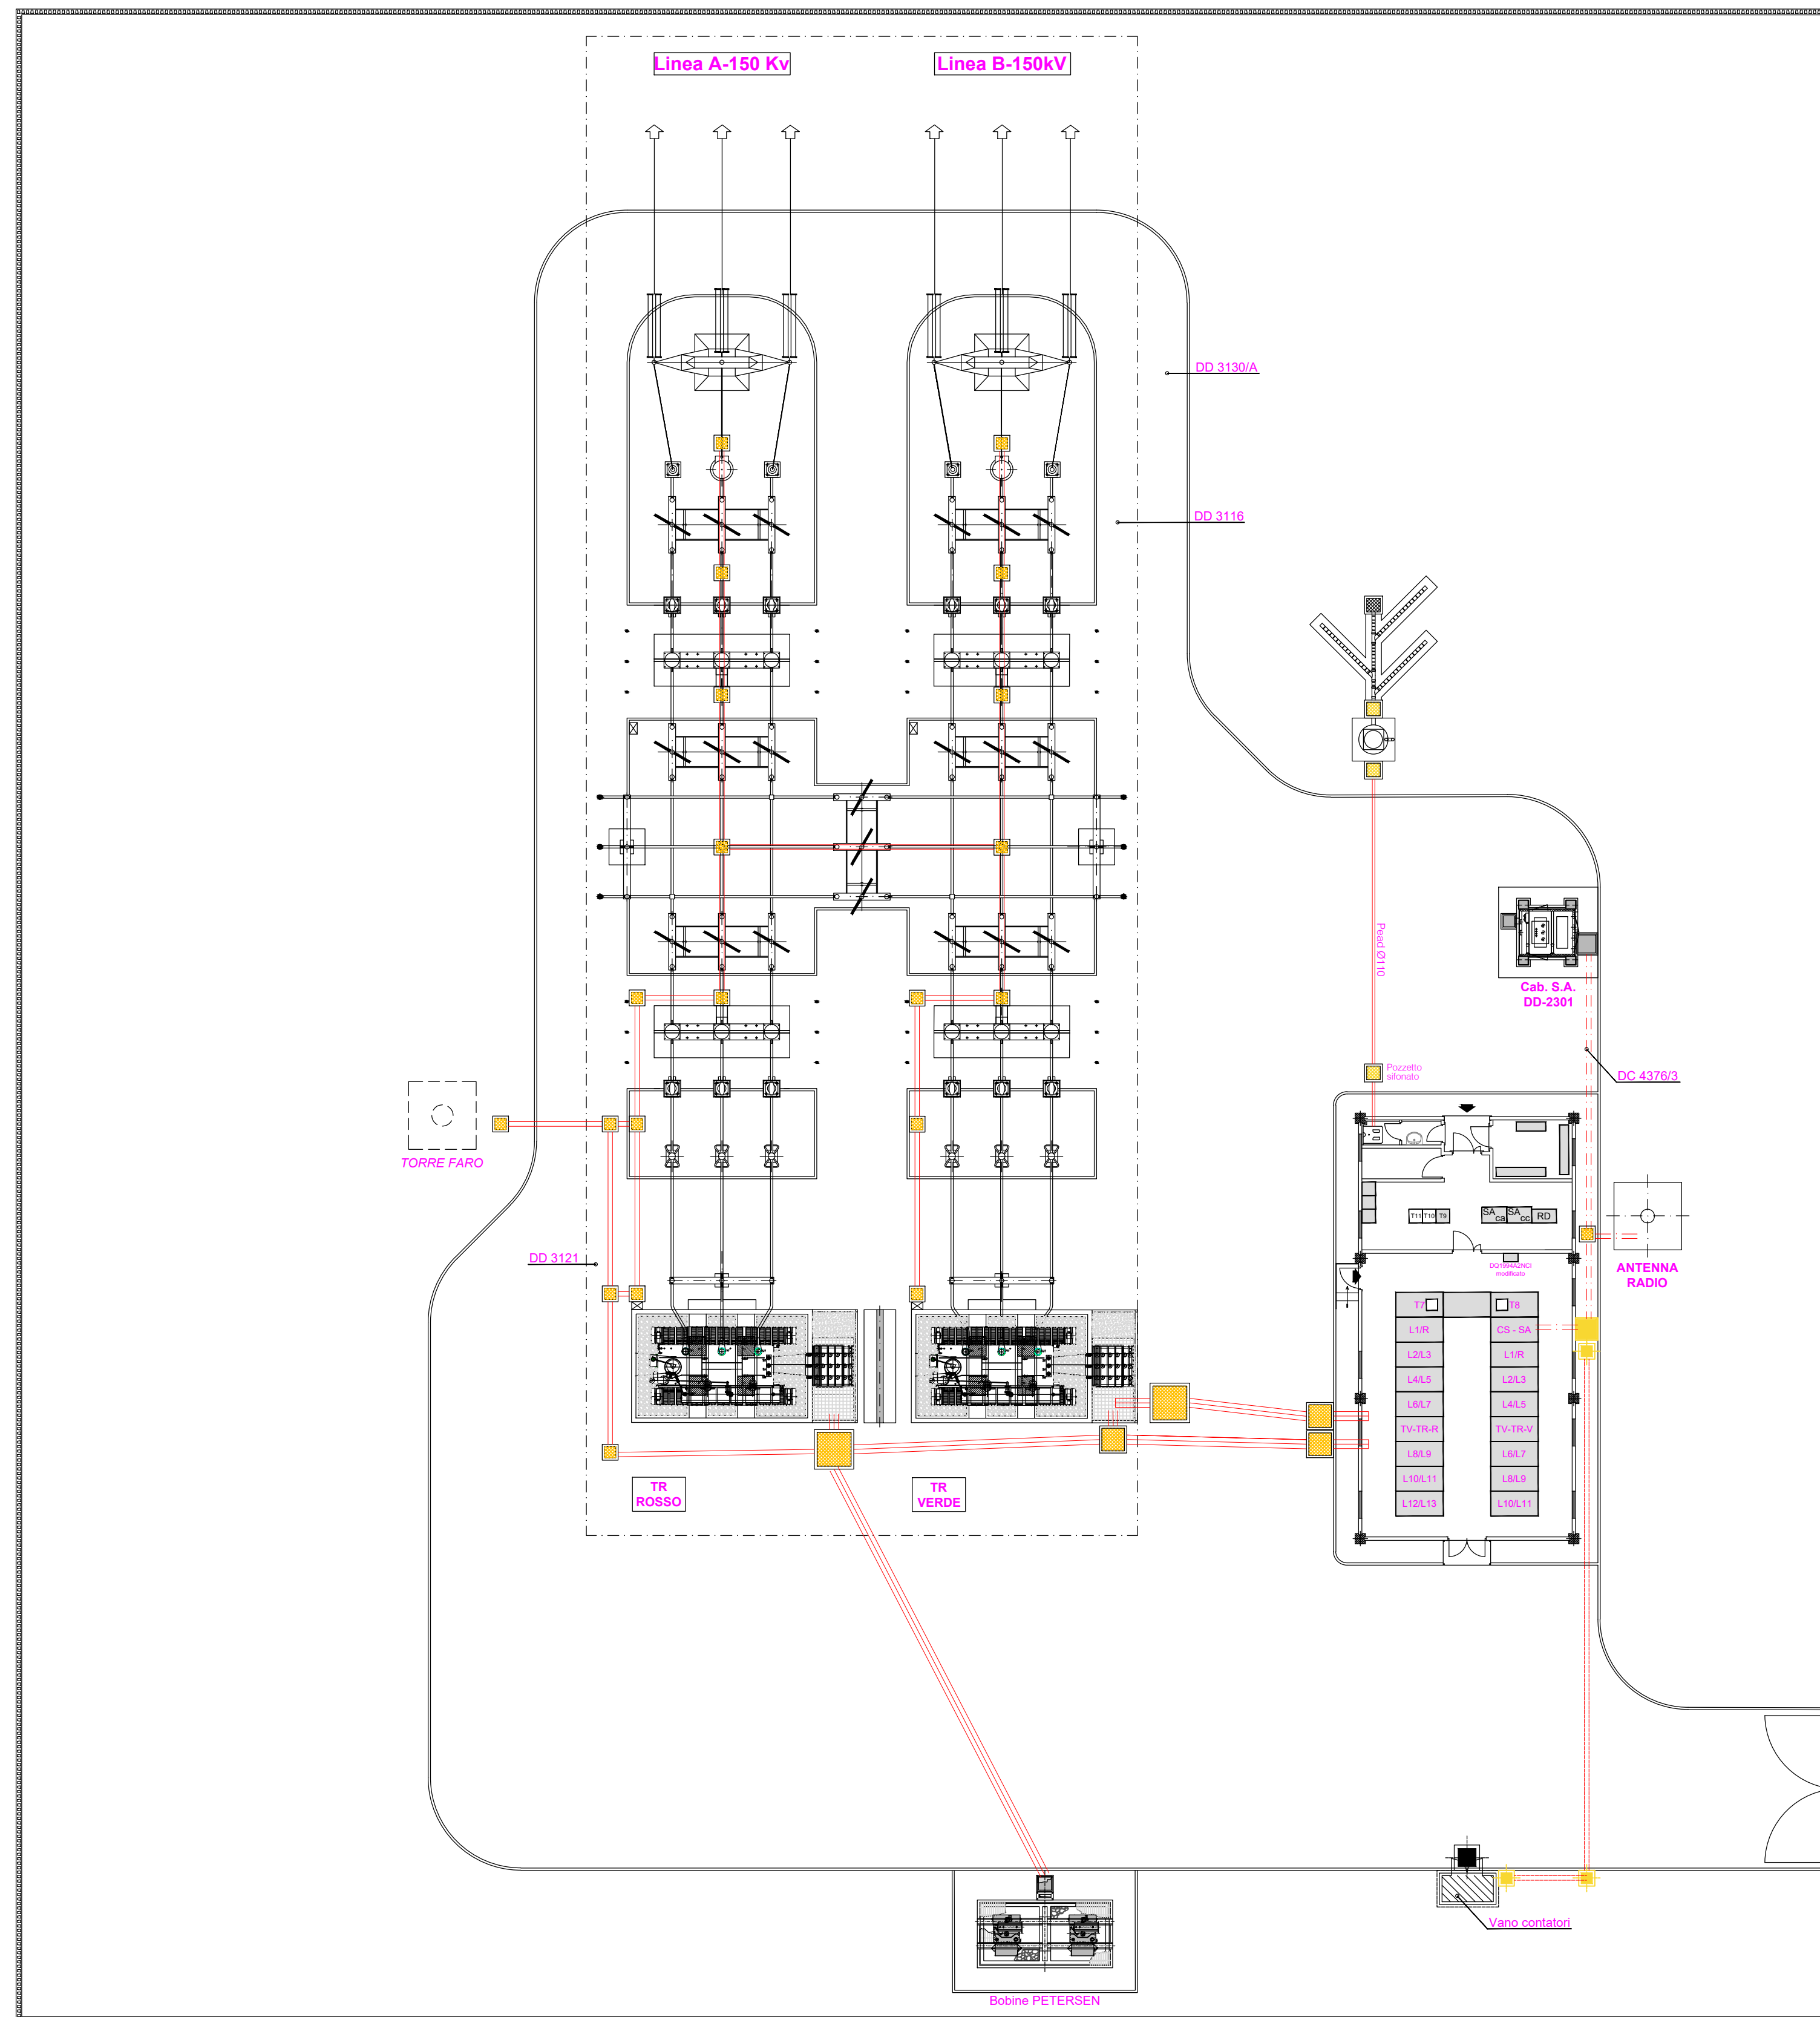 Linea A-150 Kv
Linea B-150kV
DD 3130/A
DD 3116
Pead Ø110
Cab. S.A.
DD-2301
Pozzetto
sifonato
DC 4376/3
TORRE FARO
T11 T10 T9
SA ca SA cc RD
DD 3121
DQ1994A2NCI
modificato
ANTENNA
RADIO
T7 T8
L1/R CS - SA
L2/L3 L1/R
L4/L5 L2/L3
L6/L7 L4/L5
TV-TR-R TV-TR-V
L8/L9 L6/L7
L10/L11 L8/L9
L12/L13 L10/L11
TR
ROSSO
TR
VERDE
Vano contatori
Bobine PETERSEN